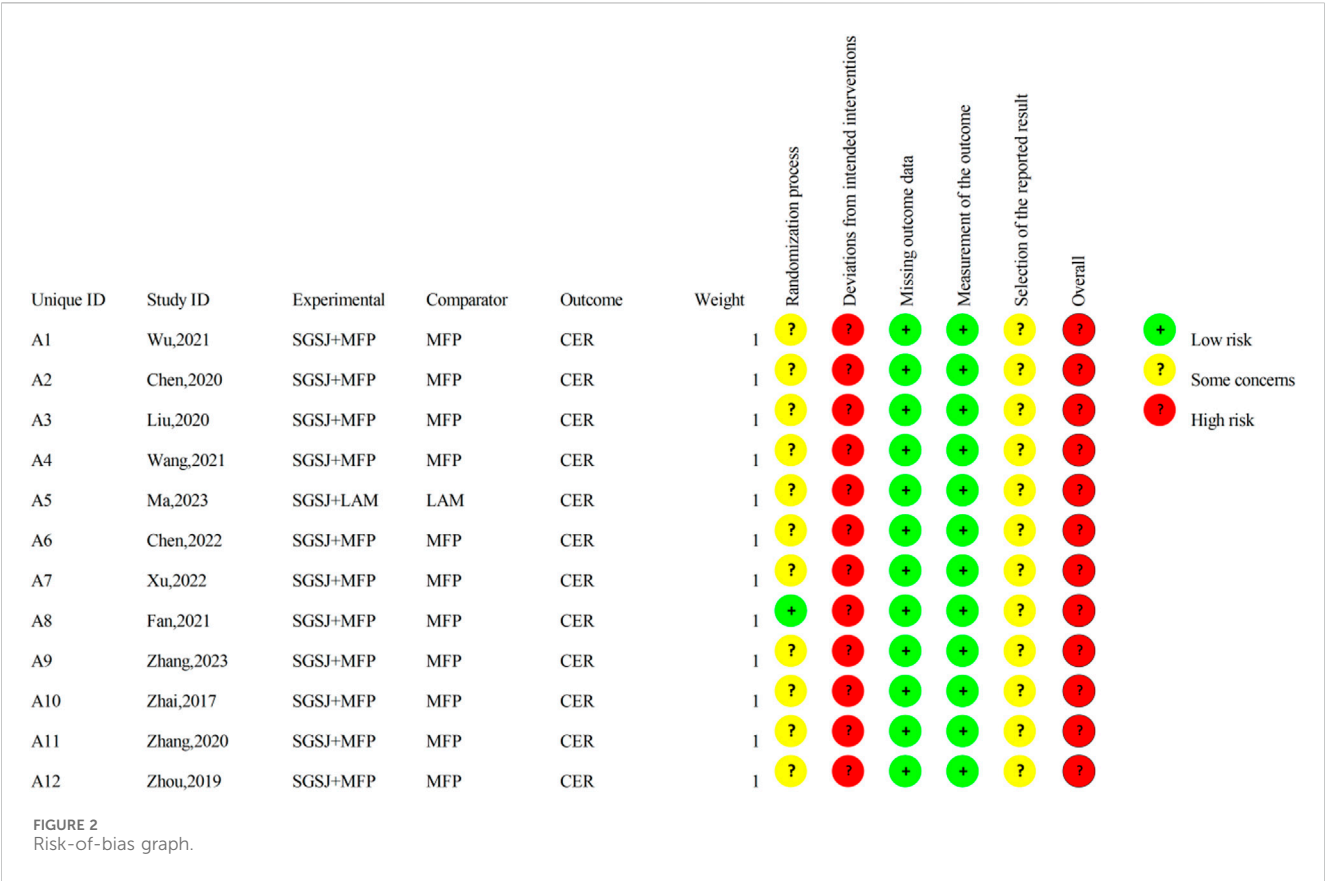 Randomization process
Deviations from intended interventions
Missing outcome data
Measurement of the outcome
Selection of the reported result
Overall
Unique ID Study ID Experimental Comparator Outcome Weight
A1 Wu,2021 SGSJ+MFP MFP CER 1 ? ? + + ? ?
A2 Chen,2020 SGSJ+MFP MFP CER 1 ? ? + + ? ?
A3 Liu,2020 SGSJ+MFP MFP CER 1 ? ? + + ? ?
A4 Wang,2021 SGSJ+MFP MFP CER 1 ? ? + + ? ?
A5 Ma,2023 SGSJ+LAM LAM CER 1 ? ? + + ? ?
A6 Chen,2022 SGSJ+MFP MFP CER 1 ? ? + + ? ?
A7 Xu,2022 SGSJ+MFP MFP CER 1 ? ? + + ? ?
A8 Fan,2021 SGSJ+MFP MFP CER 1 + ? + + ? ?
A9 Zhang,2023 SGSJ+MFP MFP CER 1 ? ? + + ? ?
A10 Zhai,2017 SGSJ+MFP MFP CER 1 ? ? + + ? ?
A11 Zhang,2020 SGSJ+MFP MFP CER 1 ? ? + + ? ?
A12 Zhou,2019 SGSJ+MFP MFP CER 1 ? ? + + ? ?
+ Low risk
? Some concerns
? High risk
FIGURE 2
Risk-of-bias graph.